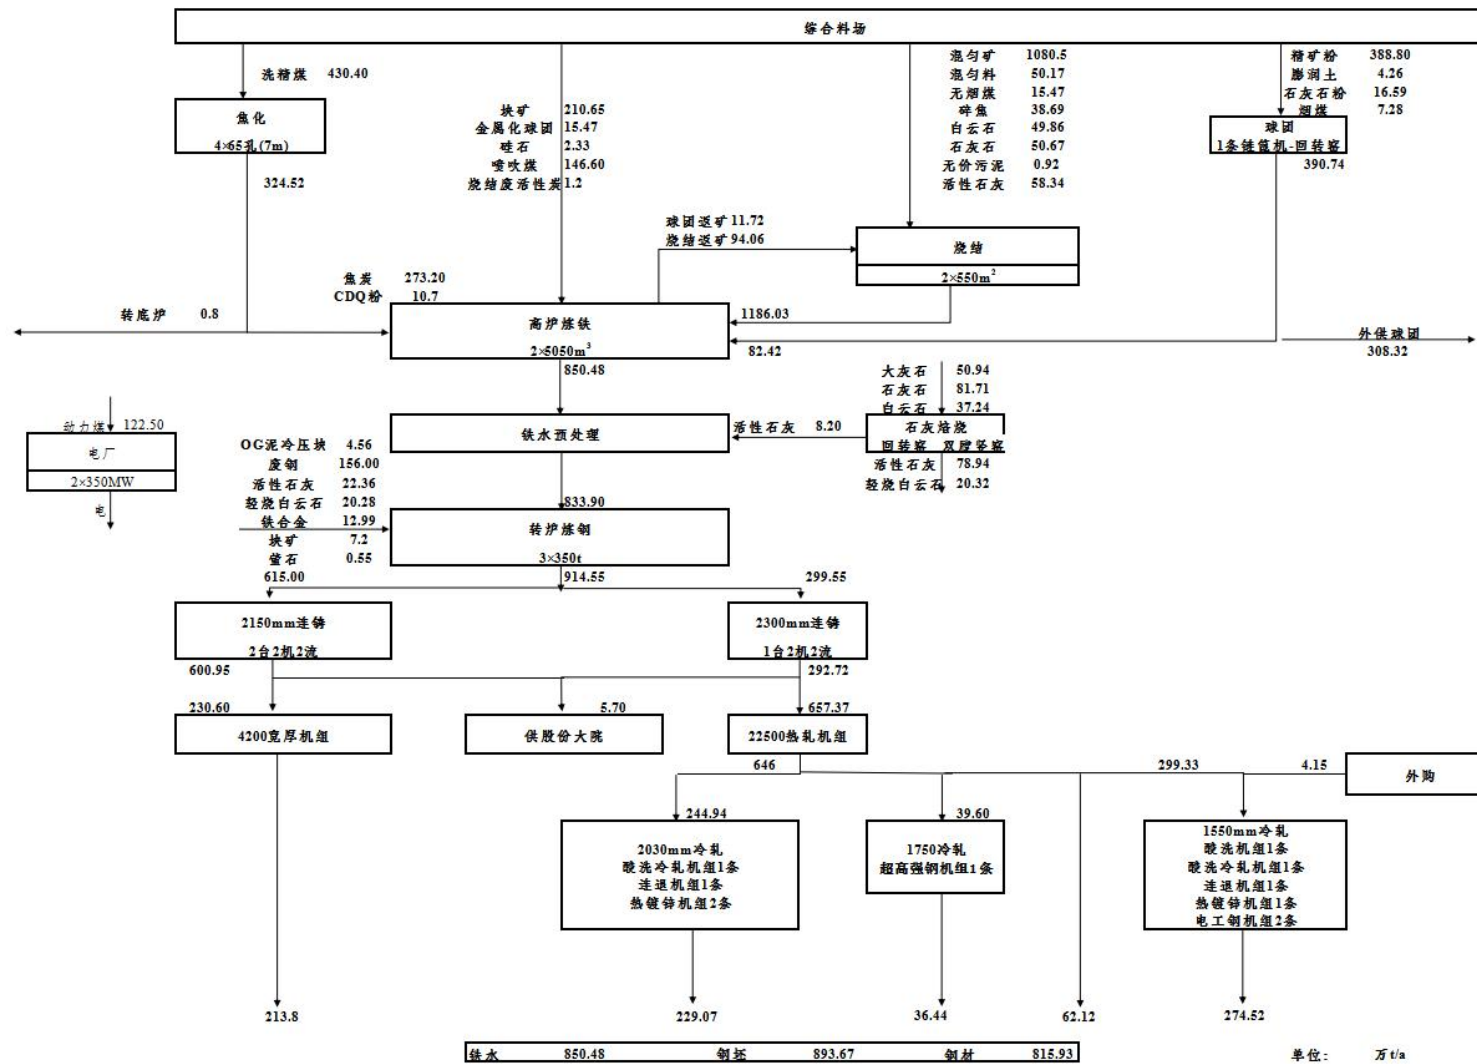 综合料场
洗精煤 430.40
焦化
4×65孔(7m)
324.52
块矿 210.65
金属化球团 15.47
硅石 2.33
喷吹煤 146.60
烧结废活性炭 1.2
混匀矿 1080.5
混匀料 50.17
无烟煤 15.47
碎焦 38.69
白云石 49.86
石灰石 50.67
无价污泥 0.92
活性石灰 58.34
精矿粉 388.80
膨润土 4.26
石灰石粉 16.59
烟煤 7.28
球团
1条链篦机-回转窑
390.74
球团返矿 11.72
烧结返矿 94.06
烧结
2×550m²
焦炭 273.20
CDQ粉 10.7
转底炉 0.8
高炉炼铁
2×5050m³
1186.03
82.42
外供球团
308.32
850.48
大灰石 50.94
石灰石 81.71
白云石 37.24
动力煤 122.50
电厂
2×350MW
电
铁水预处理
活性石灰 8.20
石灰焙烧
回转窑 双膛竖窑
活性石灰 78.94
轻烧白云石 20.32
OG泥冷压块 4.56
废钢 156.00
活性石灰 22.36
轻烧白云石 20.28
铁合金 12.99
块矿 7.2
萤石 0.55
833.90
转炉炼钢
3×350t
615.00 914.55 299.55
2150mm连铸
2台2机2流
2300mm连铸
1台2机2流
600.95 292.72
230.60 5.70 657.37
4200宽厚机组
供股份大院
22500热轧机组
646 299.33 4.15
外购
244.94 39.60
2030mm冷轧
酸洗冷轧机组1条
连退机组1条
热镀锌机组2条
1750冷轧
超高强钢机组1条
1550mm冷轧
酸洗机组1条
酸洗冷轧机组1条
连退机组1条
热镀锌机组1条
电工钢机组2条
213.8 229.07 36.44 62.12 274.52
铁水 850.48 钢坯 893.67 钢材 815.93 单位: 万t/a